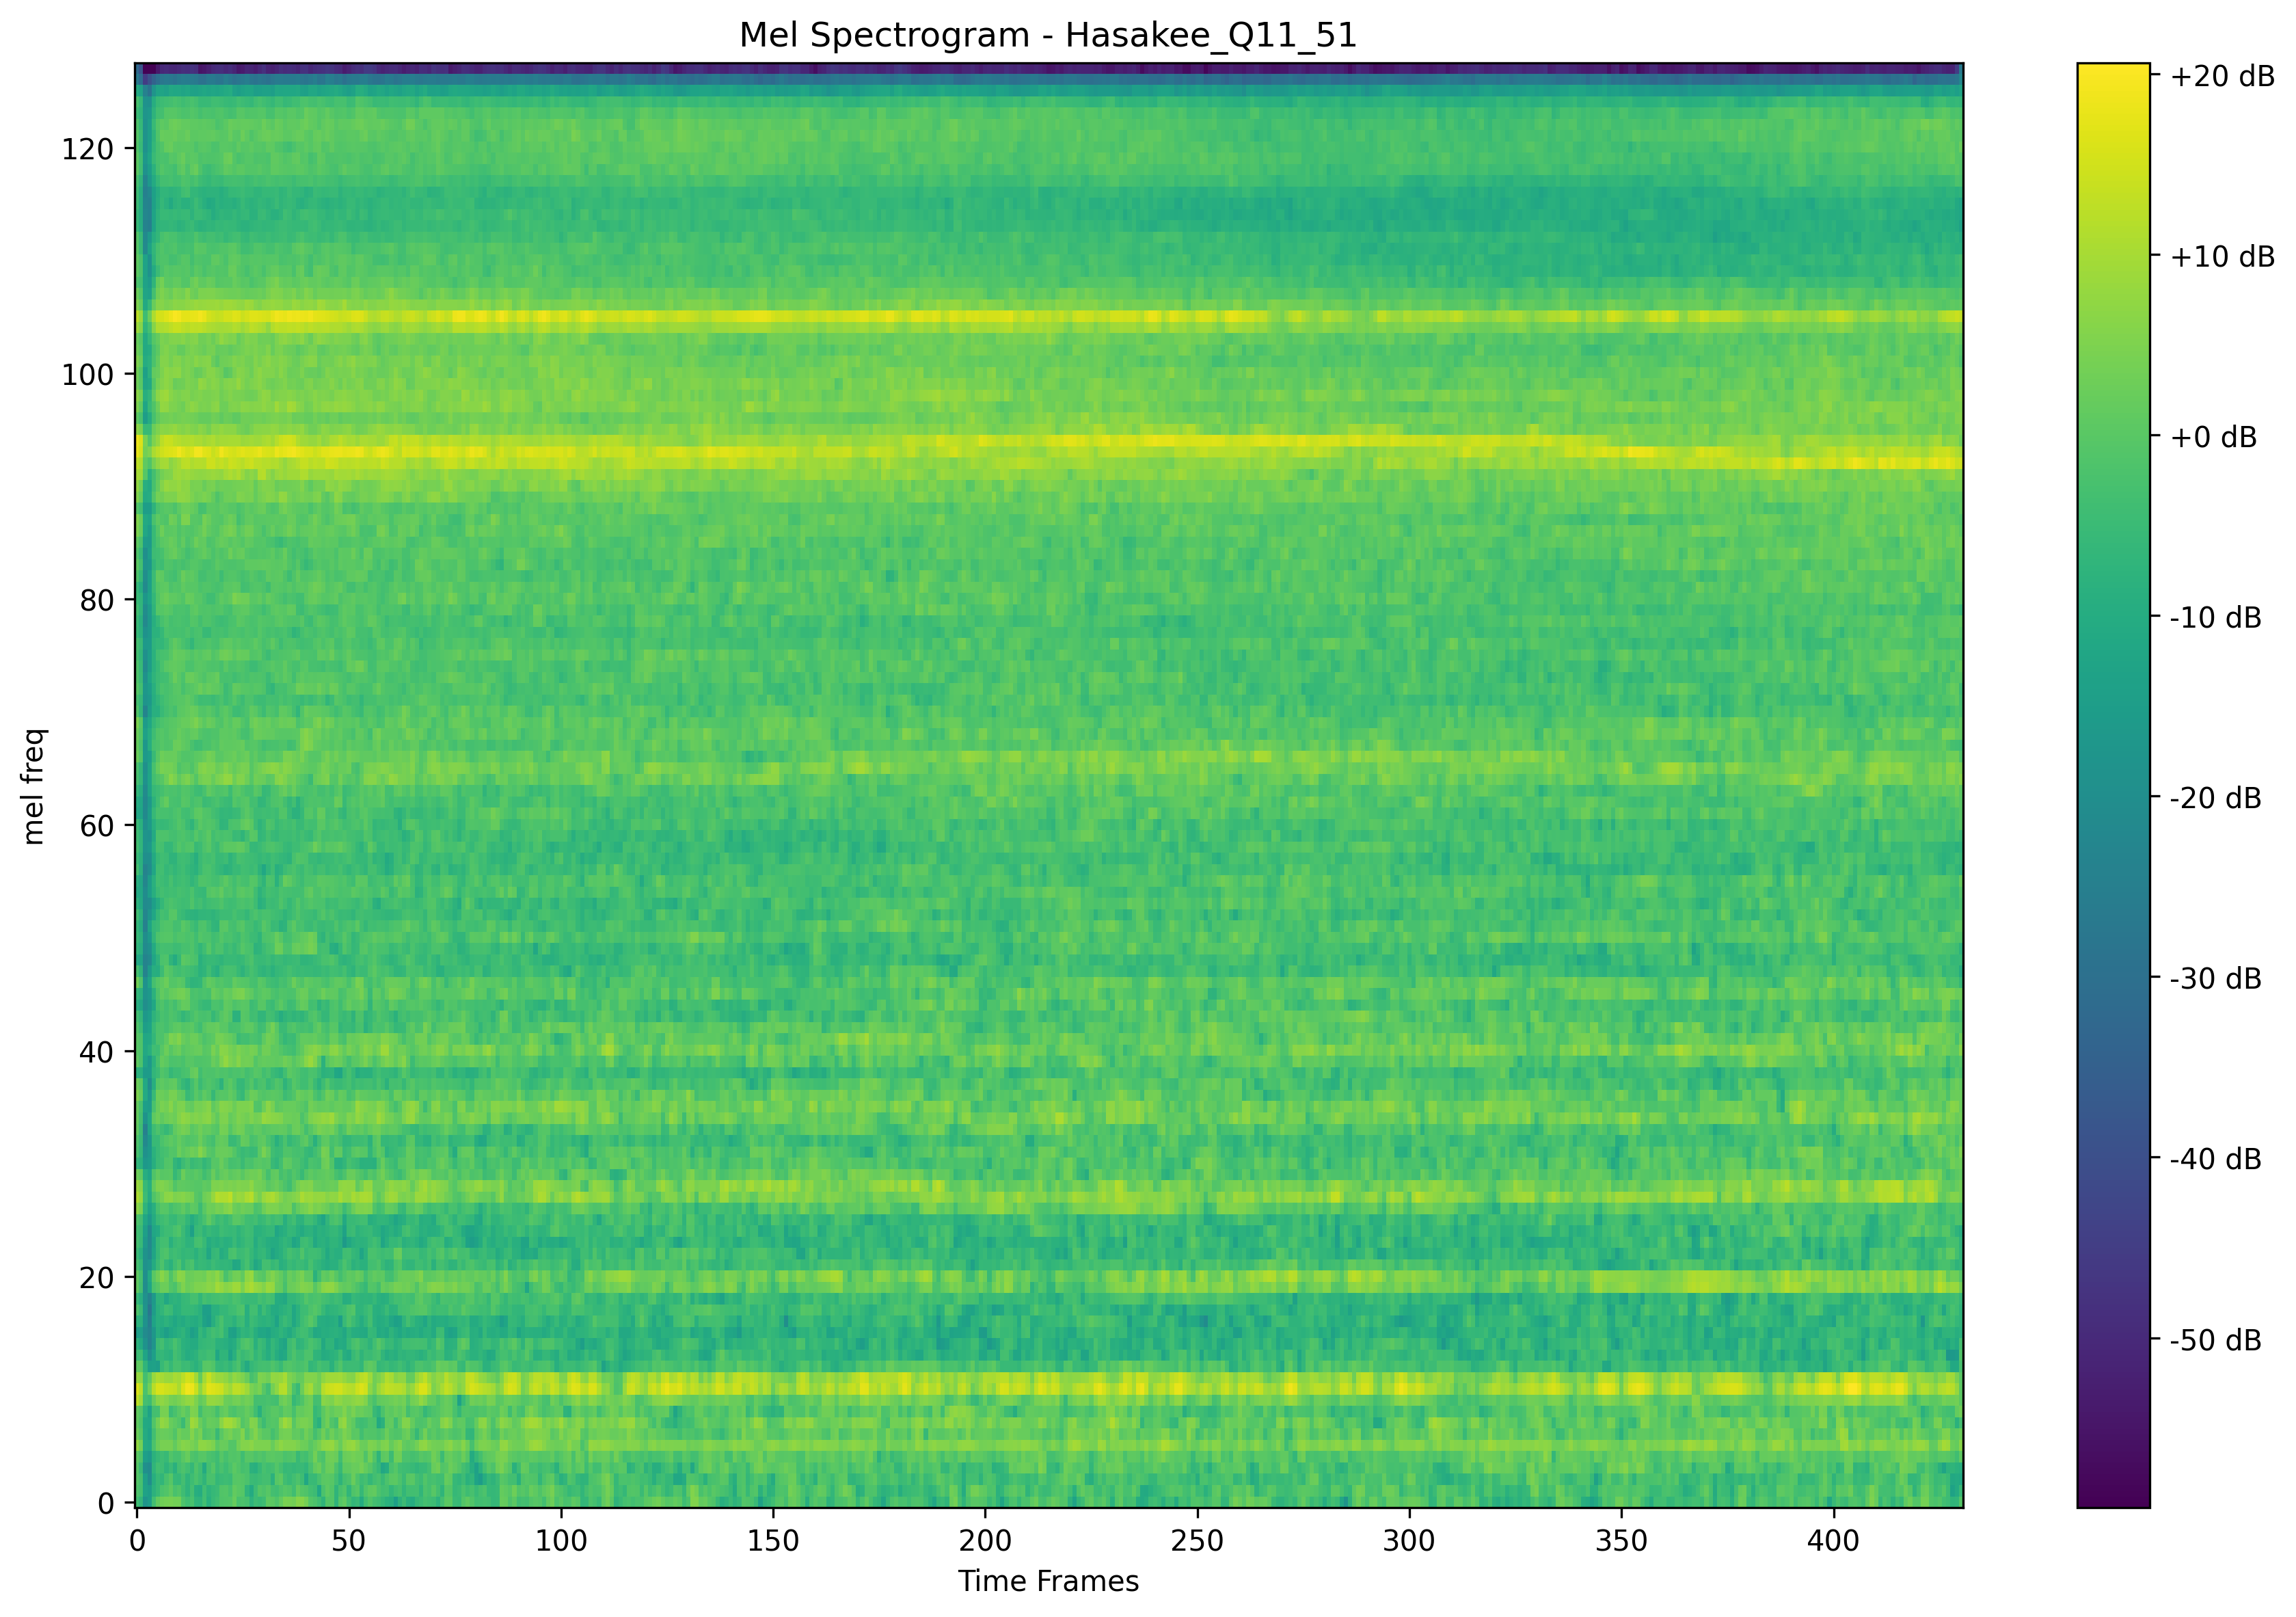 Mel Spectrogram - Hasakee_Q11_51
mel freq
120
100
80
60
40
20
0
0 50 100 150 200 250 300 350 400
Time Frames
+20 dB
+10 dB
+0 dB
-10 dB
-20 dB
-30 dB
-40 dB
-50 dB